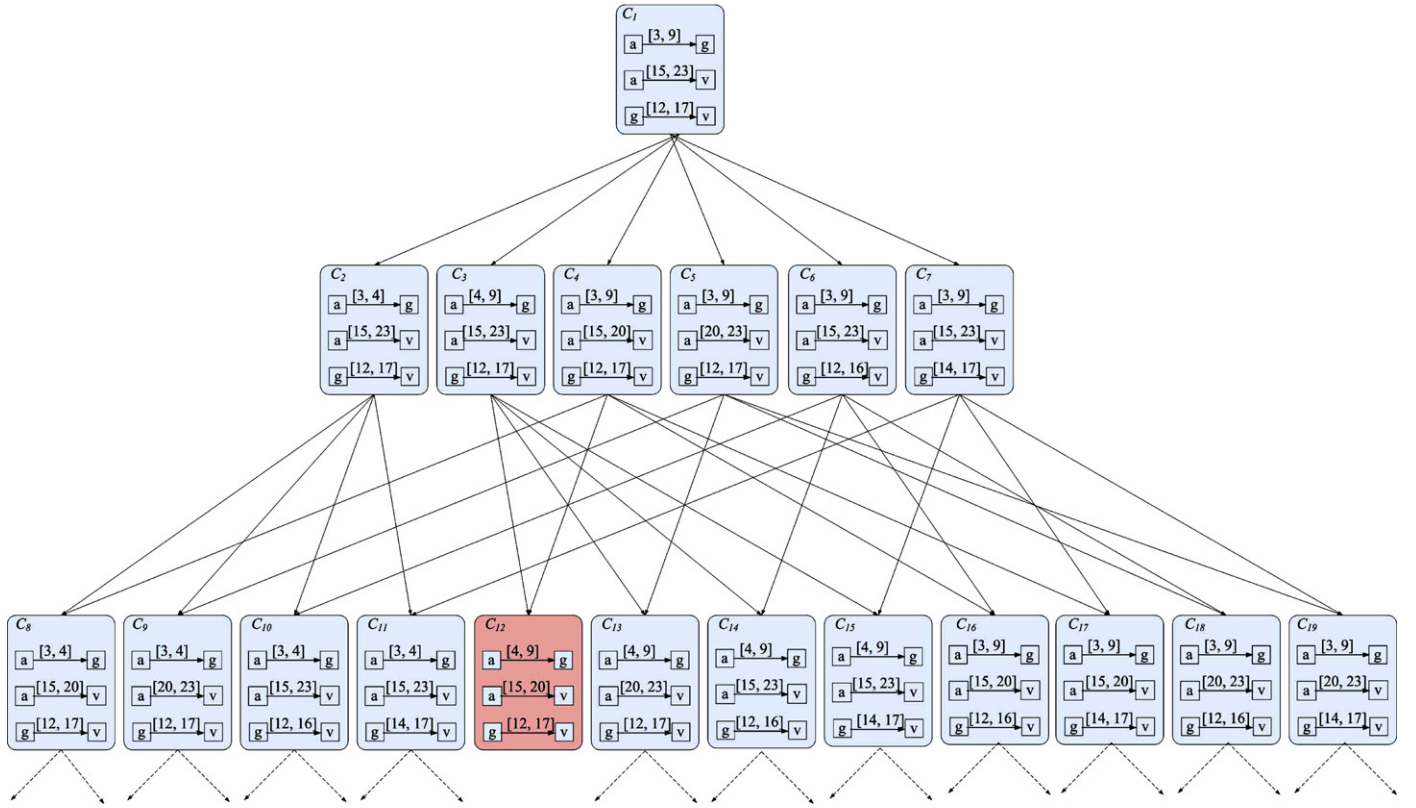 C1
[3, 9]
a g
[15, 23]
a v
[12, 17]
g v
C2
[3, 4]
a g
[15, 23]
a v
[12, 17]
g v
C3
[4, 9]
a g
[15, 23]
a v
[12, 17]
g v
C4
[3, 9]
a g
[15, 20]
a v
[12, 17]
g v
C5
[3, 9]
a g
[20, 23]
a v
[12, 17]
g v
C6
[3, 9]
a g
[15, 23]
a v
[12, 16]
g v
C7
[3, 9]
a g
[15, 23]
a v
[14, 17]
g v
C8
[3, 4]
a g
[15, 20]
a v
[12, 17]
g v
C9
[3, 4]
a g
[20, 23]
a v
[12, 17]
g v
C10
[3, 4]
a g
[15, 23]
a v
[12, 16]
g v
C11
[3, 4]
a g
[15, 23]
a v
[14, 17]
g v
C12
[4, 9]
a g
[15, 20]
a v
[12, 17]
g v
C13
[4, 9]
a g
[20, 23]
a v
[12, 17]
g v
C14
[4, 9]
a g
[15, 23]
a v
[12, 16]
g v
C15
[4, 9]
a g
[15, 23]
a v
[14, 17]
g v
C16
[3, 9]
a g
[15, 20]
a v
[12, 16]
g v
C17
[3, 9]
a g
[15, 20]
a v
[14, 17]
g v
C18
[3, 9]
a g
[20, 23]
a v
[12, 16]
g v
C19
[3, 9]
a g
[20, 23]
a v
[14, 17]
g v